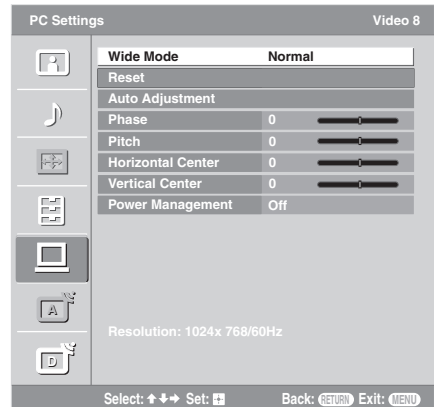 PC Settings Video 8
Wide Mode Normal
Reset
Auto Adjustment
Phase 0
Pitch 0
Horizontal Center 0
Vertical Center 0
Power Management Off
A
Resolution: 1024x 768/60Hz
D
Select: Set: Back: RETURN Exit: MENU